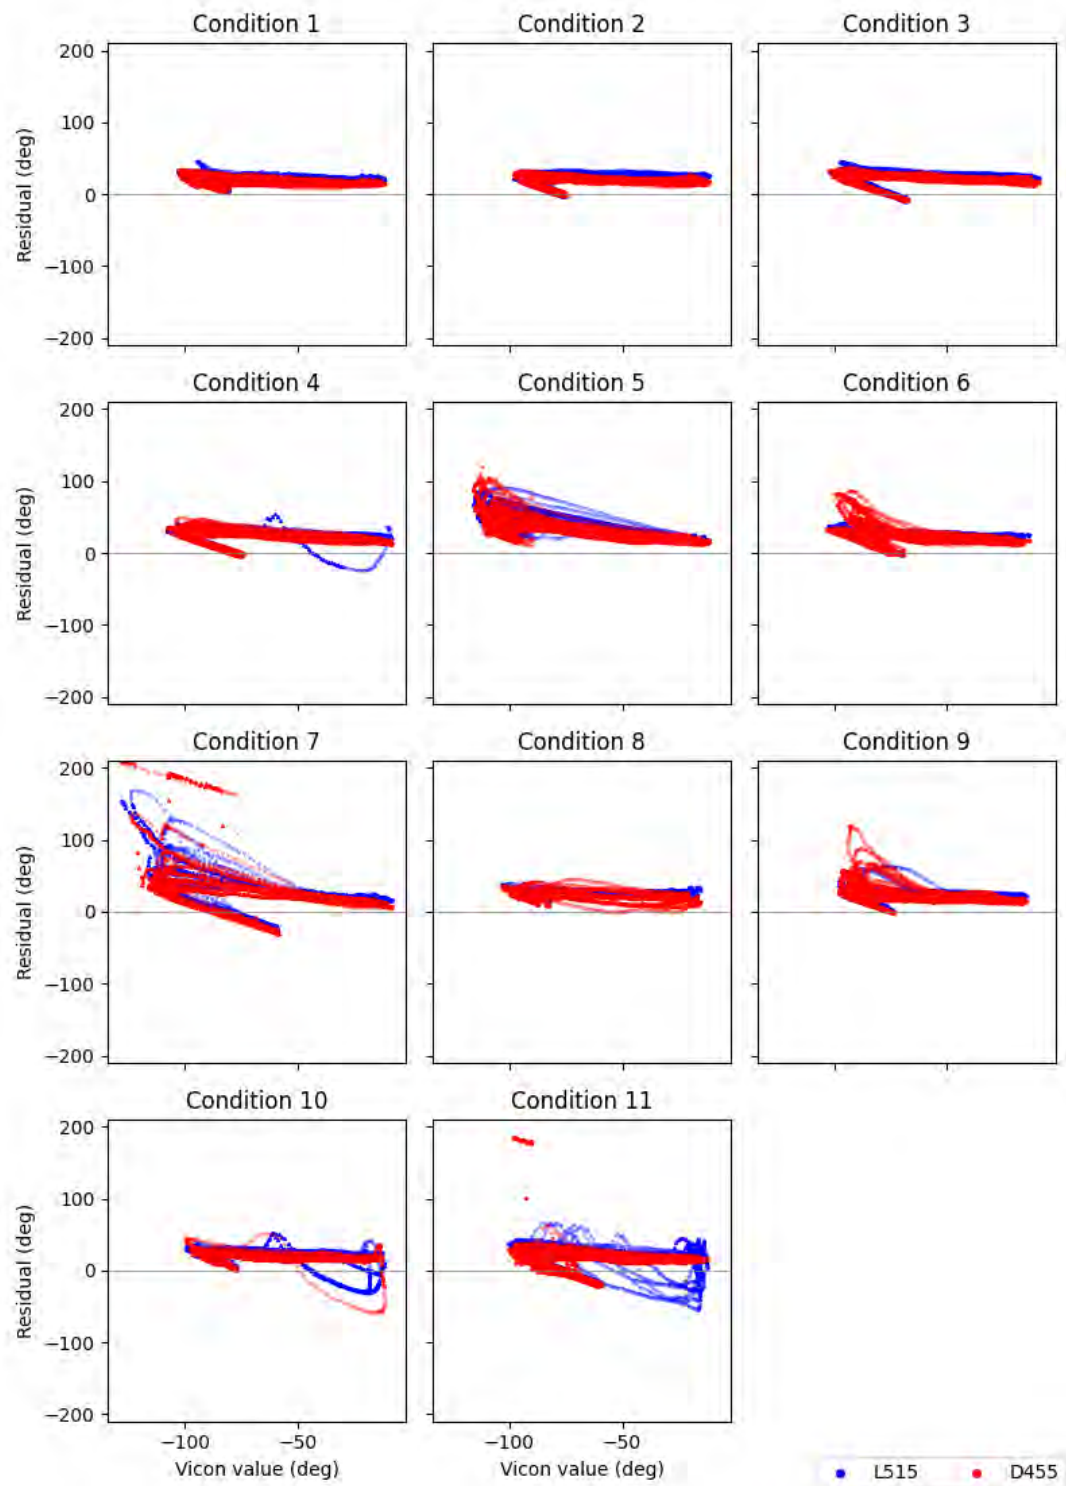 Condition 1 Condition 2 Condition 3
200
100
0
−100
−200
Residual (deg)
Condition 4 Condition 5 Condition 6
200
100
0
−100
−200
Residual (deg)
Condition 7 Condition 8 Condition 9
200
100
0
−100
−200
Residual (deg)
Condition 10 Condition 11
200
100
0
−100
−200
Residual (deg)
−100 −50 −100 −50
Vicon value (deg) Vicon value (deg)
L515 D455